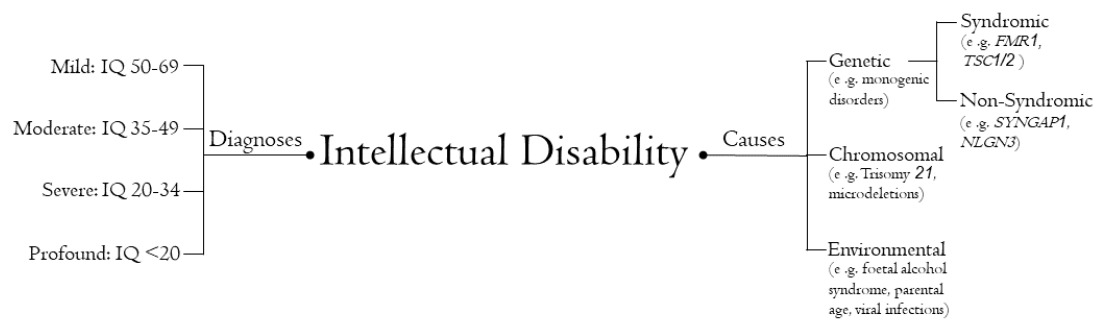 Mild: IQ 50-69
Moderate: IQ 35-49
Severe: IQ 20-34
Profound: IQ <20
Diagnoses
Intellectual Disability
Causes
Genetic
(e .g. monogenic
disorders)
Syndromic
(e .g. FMR1,
TSC1/2 )
Non-Syndromic
(e .g. SYNGAP1,
NLGN3)
Chromosomal
(e .g. Trisomy 21,
microdeletions)
Environmental
(e .g. foetal alcohol
syndrome, parental
age, viral infections)